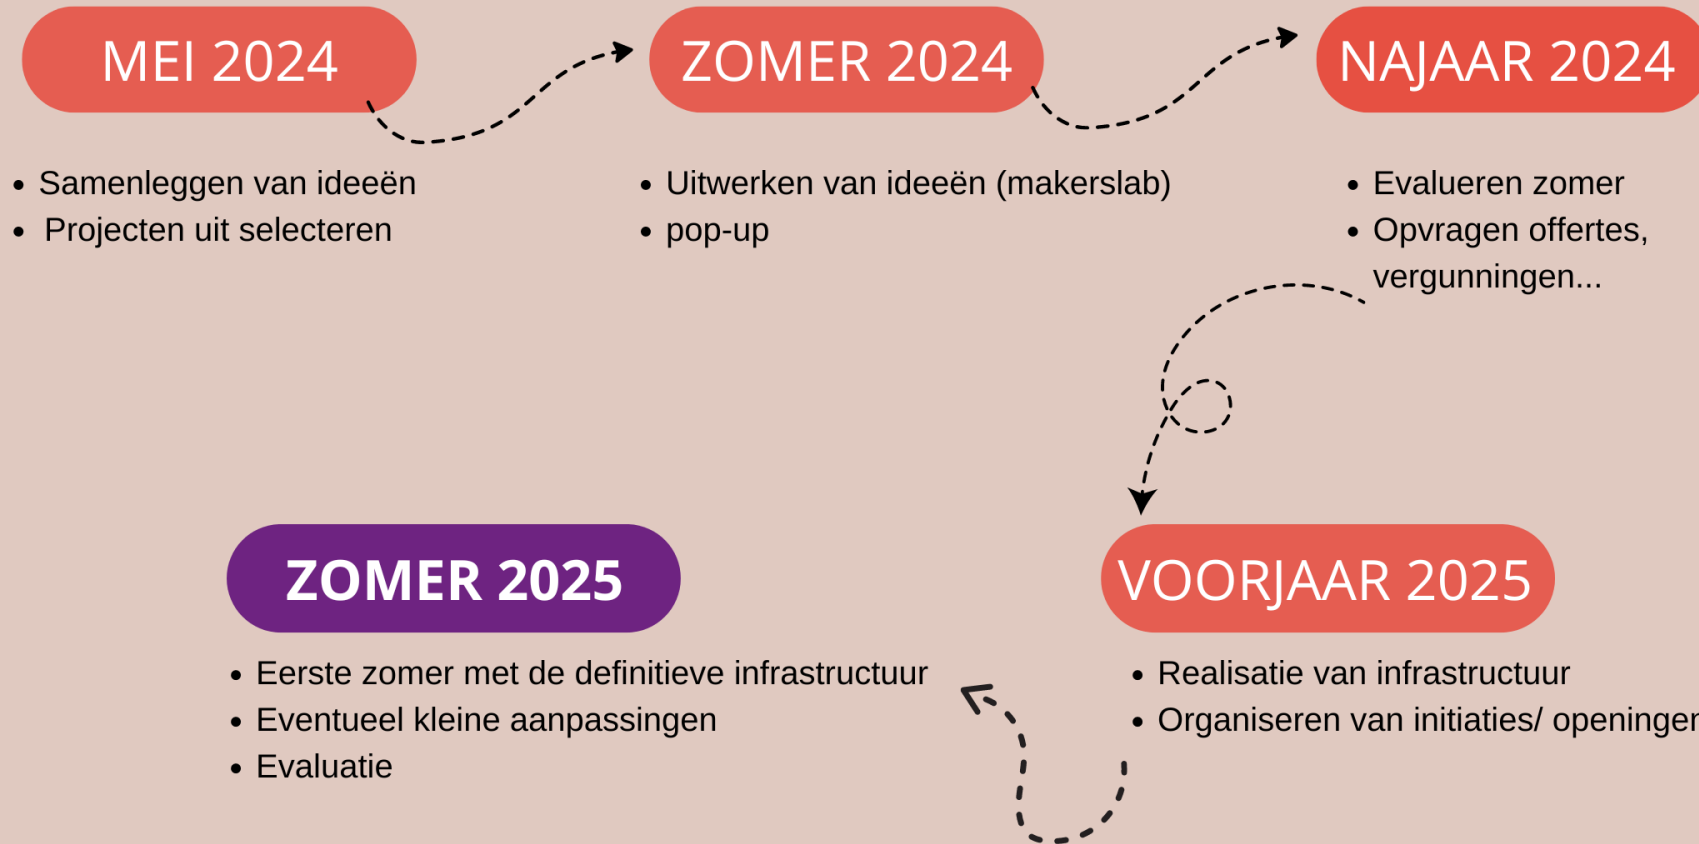 MEI 2024
• Samenleggen van ideeën
• Projecten uit selecteren
ZOMER 2024
• Uitwerken van ideeën (makerslab)
• pop-up
NAJAAR 2024
• Evalueren zomer
• Opvragen offertes,
vergunningen...
VOORJAAR 2025
• Realisatie van infrastructuur
• Organiseren van initiaties/ openingen
ZOMER 2025
• Eerste zomer met de definitieve infrastructuur
• Eventueel kleine aanpassingen
• Evaluatie